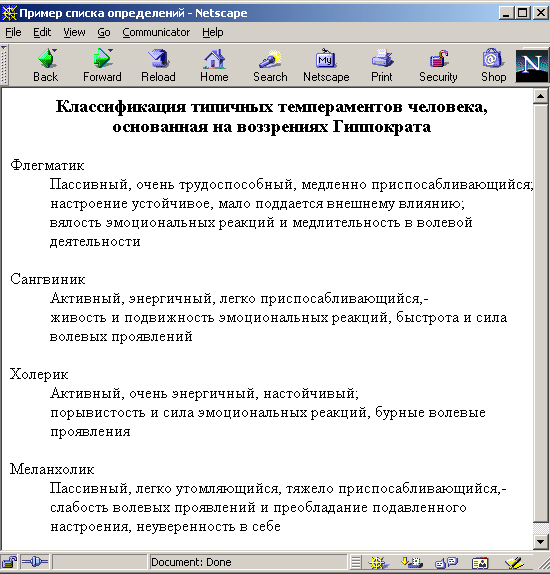 Пример списка определений - Netscape
File Edit View Go Communicator Help
Back Forward Reload Home Search Netscape Print Security Shop
My
N
Классификация типичных темпераментов человека,
основанная на воззрениях Гиппократа
Флегматик
Пассивный, очень трудоспособный, медленно приспосабливающийся;
настроение устойчивое, мало поддается внешнему влиянию;
вялость эмоциональных реакций и медлительность в волевой
деятельности
Сангвиник
Активный, энергичный, легко приспосабливающийся,-
живость и подвижность эмоциональных реакций, быстрота и сила
волевых проявлений
Холерик
Активный, очень энергичный, настойчивый;
порывистость и сила эмоциональных реакций, бурные волевые
проявления
Меланхолик
Пассивный, легко утомляющийся, тяжело приспосабливающийся,-
слабость волевых проявлений и преобладание подавленного
настроения, неуверенность в себе
Document: Done